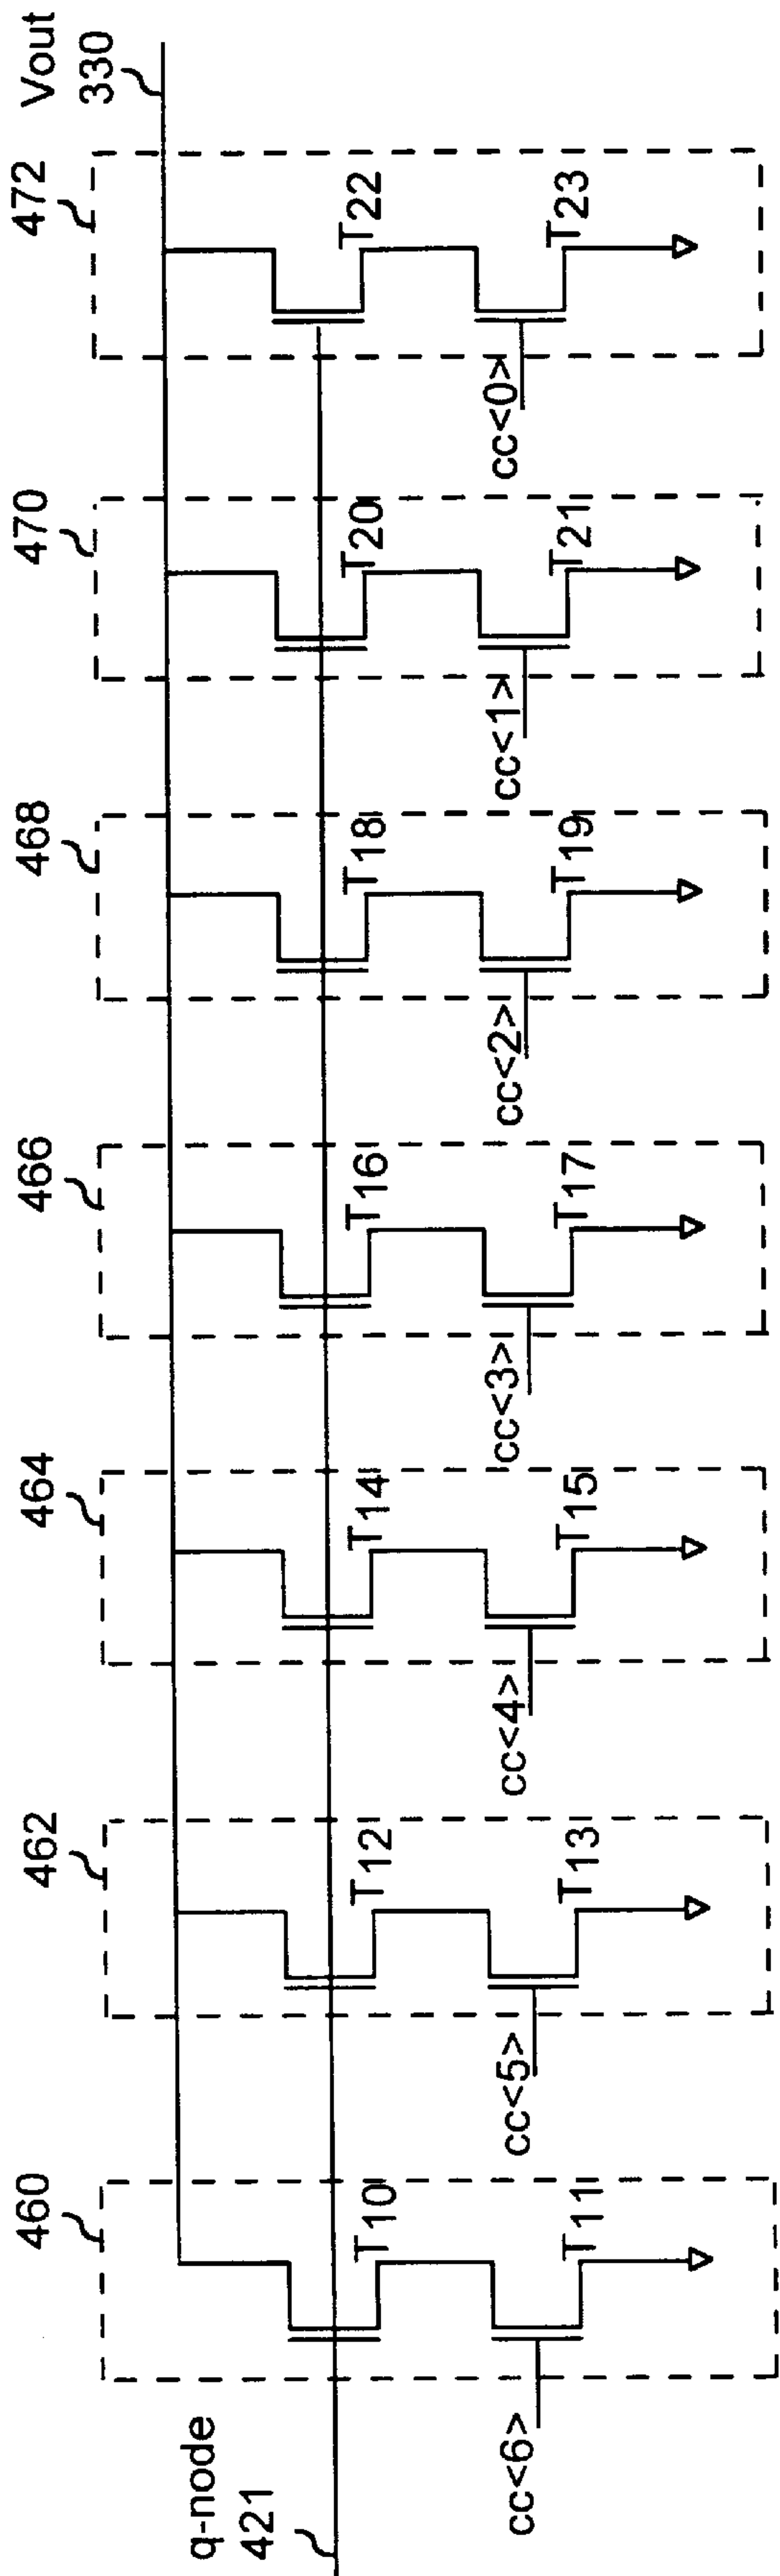 Vout
330
460
462
464
466
468
470
472
q-node
421
T10
T12
T14
T16
T18
T20
T22
cc<6>
T11
cc<5>
T13
cc<4>
T15
cc<3>
T17
cc<2>
T19
cc<1>
T21
cc<0>
T23